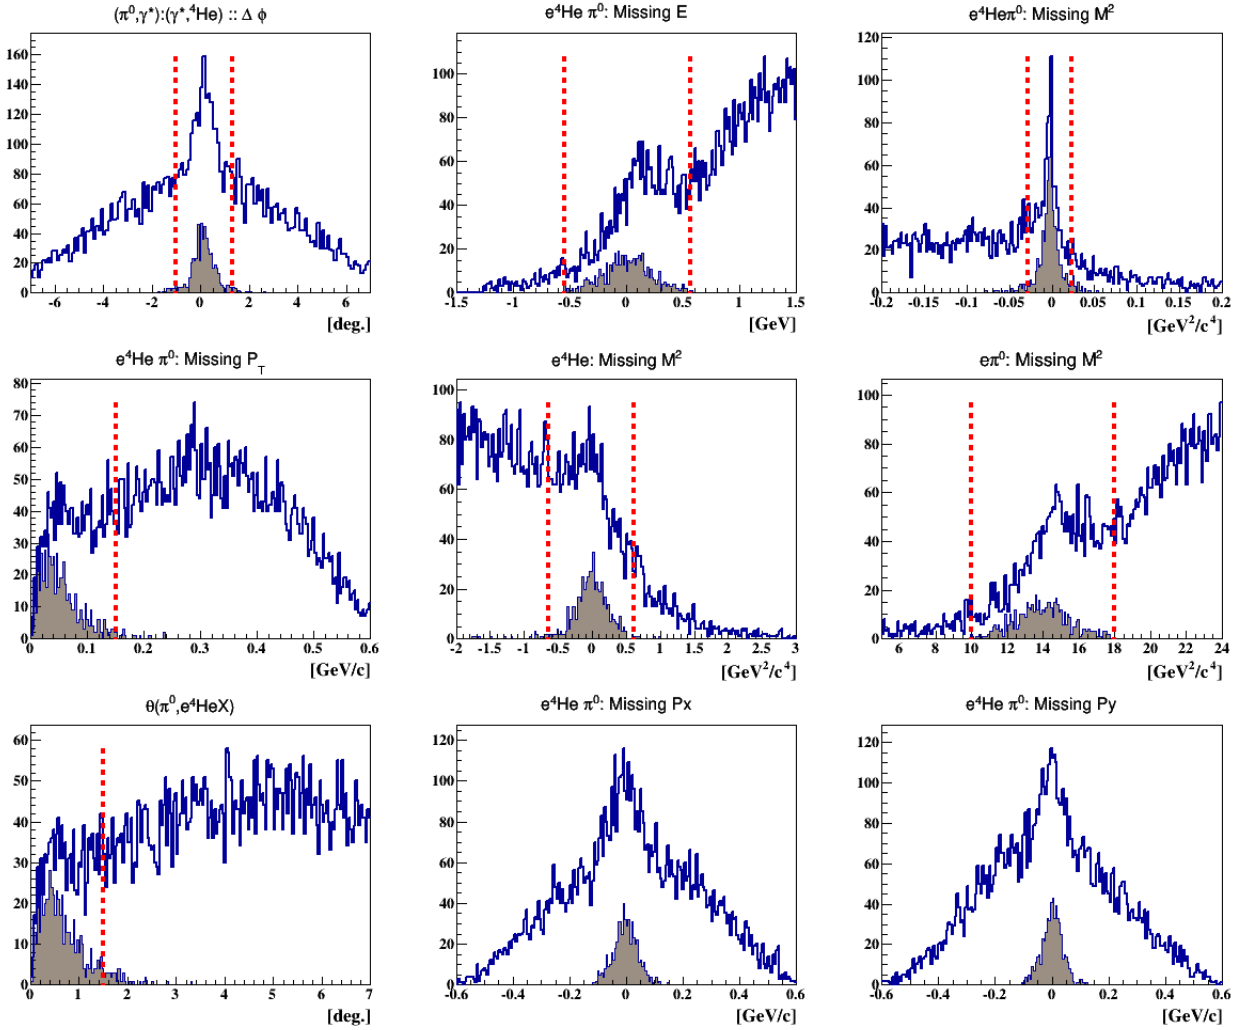 (π⁰,γ*):(γ*,⁴He) :: Δ ϕ
160
140
120
100
80
60
40
20
0
-6 -4 -2 0 2 4 6
[deg.]
e⁴He π⁰: Missing E
100
80
60
40
20
0
-1.5 -1 -0.5 0 0.5 1 1.5
[GeV]
e⁴Heπ⁰: Missing M²
120
100
80
60
40
20
0
-0.2 -0.15 -0.1 -0.05 0 0.05 0.1 0.15 0.2
[GeV²/c⁴]
e⁴He π⁰: Missing P_T
80
70
60
50
40
30
20
10
0
0 0.1 0.2 0.3 0.4 0.5 0.6
[GeV/c]
e⁴He: Missing M²
100
80
60
40
20
0
-2 -1.5 -1 -0.5 0 0.5 1 1.5 2 2.5 3
[GeV²/c⁴]
eπ⁰: Missing M²
100
80
60
40
20
0
6 8 10 12 14 16 18 20 22 24
[GeV²/c⁴]
θ(π⁰,e⁴HeX)
60
50
40
30
20
10
0
0 1 2 3 4 5 6 7
[deg.]
e⁴He π⁰: Missing Px
120
100
80
60
40
20
0
-0.6 -0.4 -0.2 0 0.2 0.4 0.6
[GeV/c]
e⁴He π⁰: Missing Py
120
100
80
60
40
20
0
-0.6 -0.4 -0.2 0 0.2 0.4 0.6
[GeV/c]